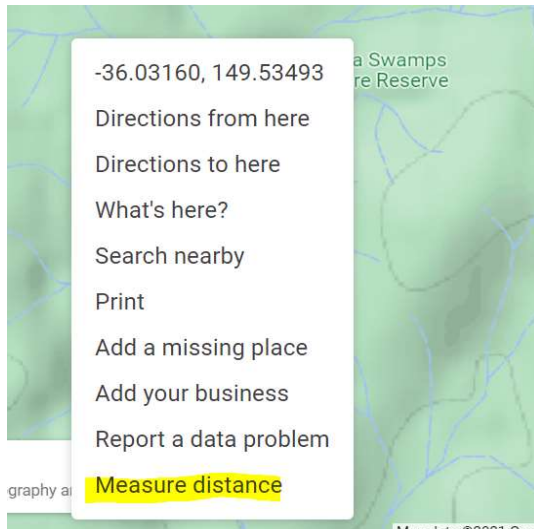 -36.03160, 149.53493
a Swamps
re Reserve
Directions from here
Directions to here
What's here?
Search nearby
Print
Add a missing place
Add your business
Report a data problem
Measure distance
graphy a